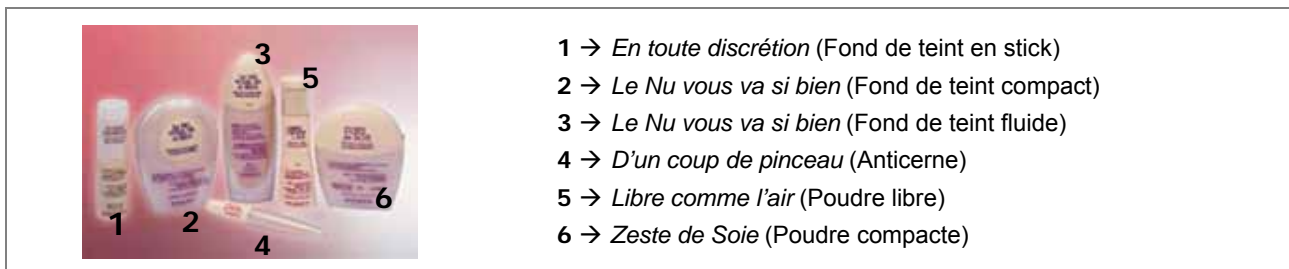 3
5
1
2
4
6
1 → En toute discrétion (Fond de teint en stick)
2 → Le Nu vous va si bien (Fond de teint compact)
3 → Le Nu vous va si bien (Fond de teint fluide)
4 → D'un coup de pinceau (Anticerne)
5 → Libre comme l'air (Poudre libre)
6 → Zeste de Soie (Poudre compacte)